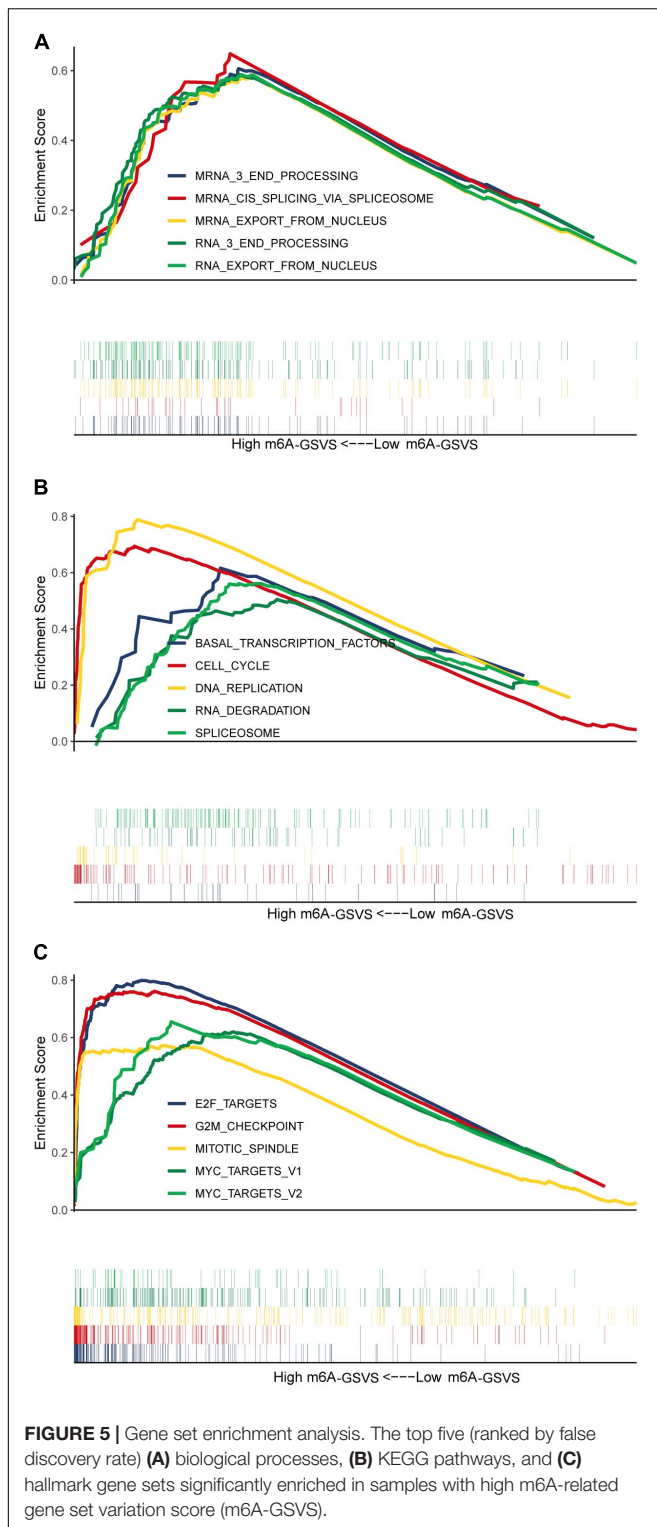 A
0.6
0.4
0.2
0.0
Enrichment Score
MRNA_3_END_PROCESSING
MRNA_CIS_SPLICING_VIA_SPLICEOSOME
MRNA_EXPORT_FROM_NUCLEUS
RNA_3_END_PROCESSING
RNA_EXPORT_FROM_NUCLEUS
High m6A-GSVS <---Low m6A-GSVS
B
0.8
0.6
0.4
0.2
0.0
Enrichment Score
BASAL_TRANSCRIPTION_FACTORS
CELL_CYCLE
DNA_REPLICATION
RNA_DEGRADATION
SPLICEOSOME
High m6A-GSVS <---Low m6A-GSVS
C
0.8
0.6
0.4
0.2
0.0
Enrichment Score
E2F_TARGETS
G2M_CHECKPOINT
MITOTIC_SPINDLE
MYC_TARGETS_V1
MYC_TARGETS_V2
High m6A-GSVS <---Low m6A-GSVS
FIGURE 5 | Gene set enrichment analysis. The top five (ranked by false
discovery rate) (A) biological processes, (B) KEGG pathways, and (C)
hallmark gene sets significantly enriched in samples with high m6A-related
gene set variation score (m6A-GSVS).